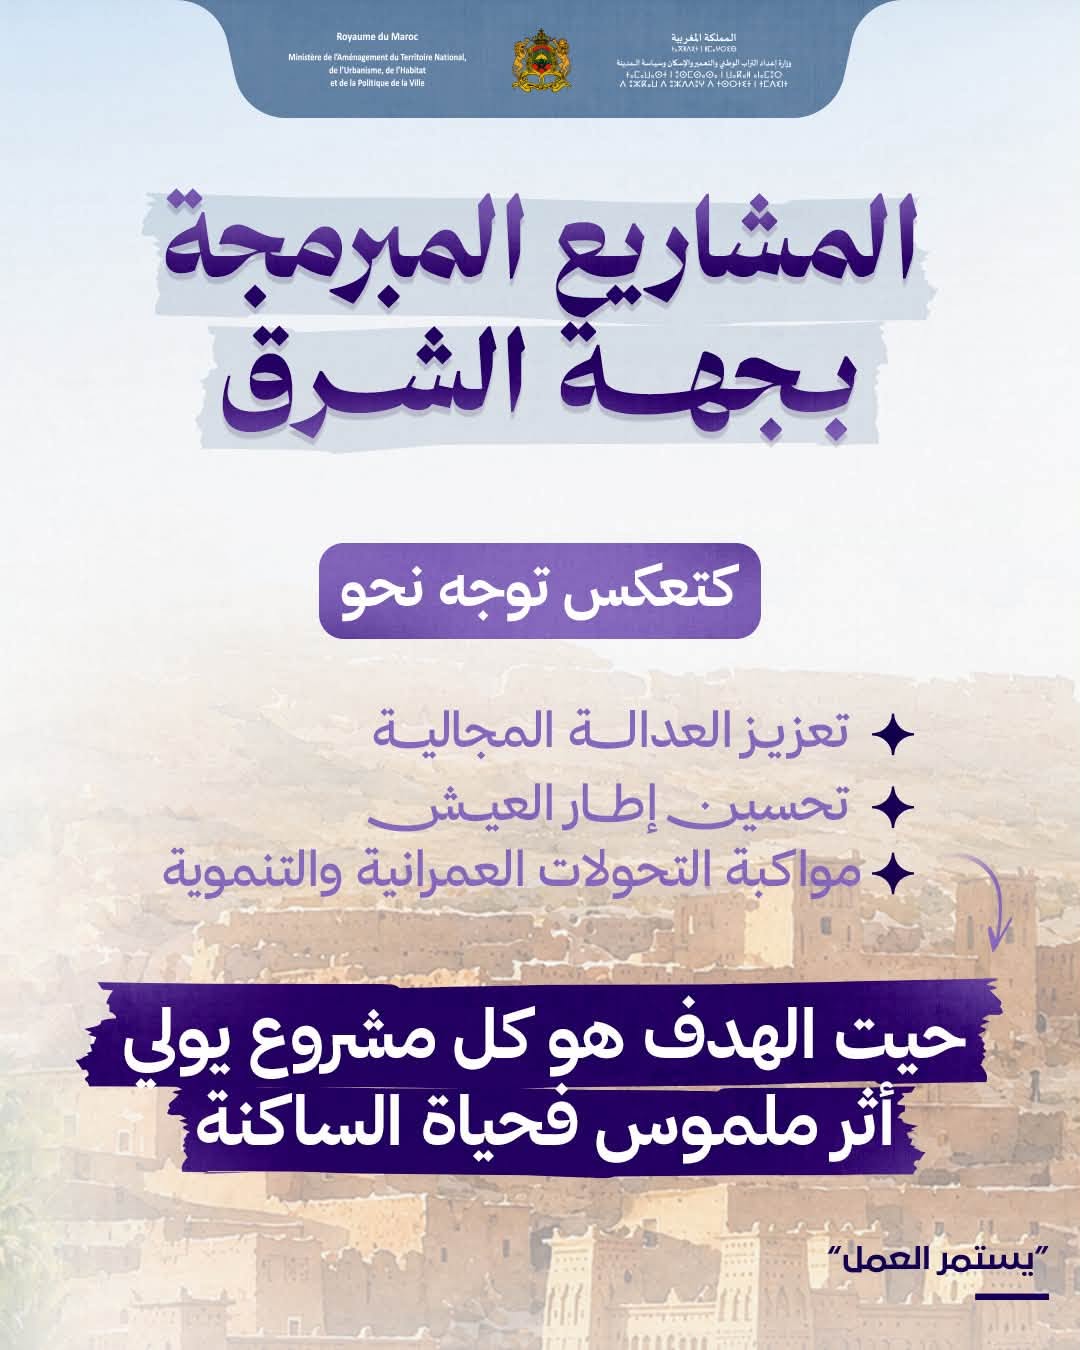 Royaume du Maroc
Ministère de l'Aménagement du Territoire National,
de l'Urbanisme, de l'Habitat
et de la Politique de la Ville
المملكة المغربية
ⵜⴰⴳⵍⴷⵉⵜ ⵏ ⵍⵎⵖⵔⵉⴱ
وزارة إعداد التراب الوطني والتعمير والإسكان وسياسة المدينة
المشاريع المبرمجة
بجهة الشرق
كتعكس توجه نحو
تعزيز العدالة المجالية
تحسين إطار العيش
مواكبة التحولات العمرانية والتنموية
حيت الهدف هو كل مشروع يولي
أثر ملموس فحياة الساكنة
"يستمر العمل"